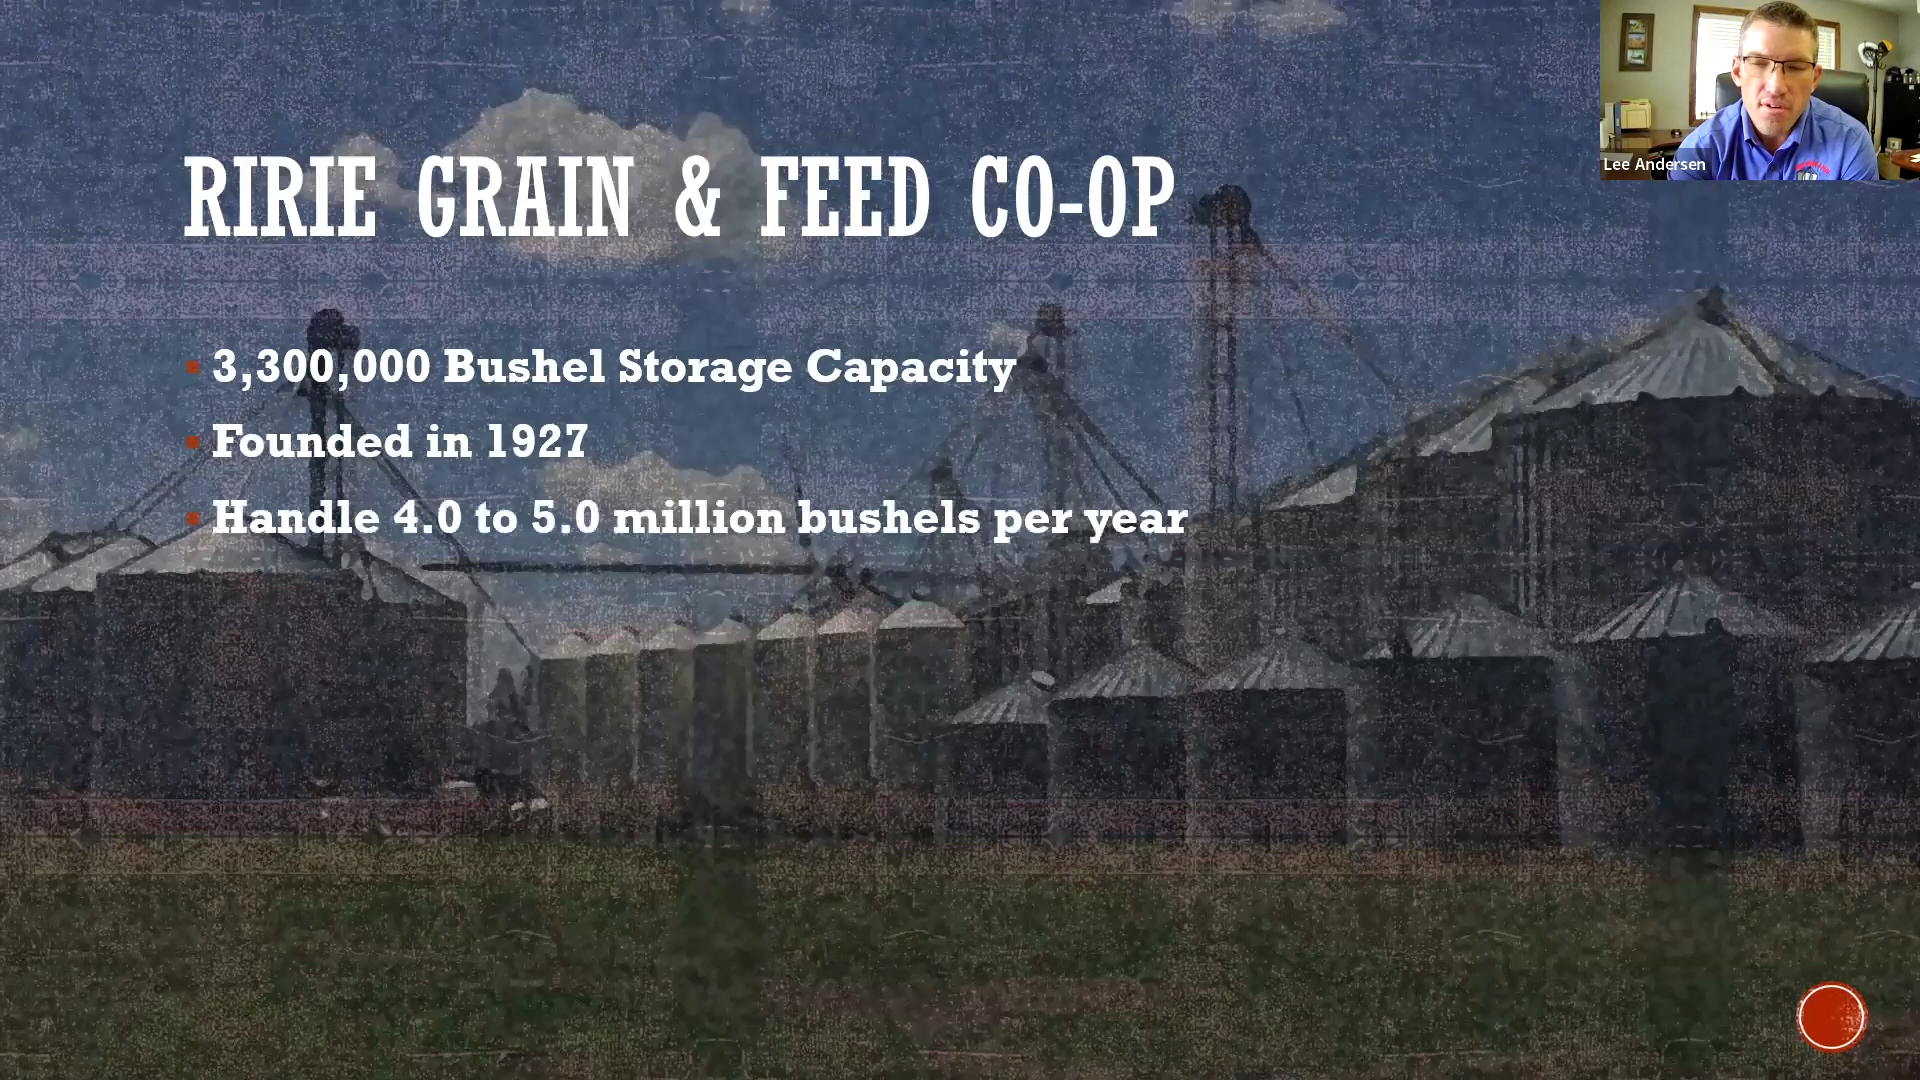 RIRIE GRAIN & FEED CO-OP
3,300,000 Bushel Storage Capacity
Founded in 1927
Handle 4.0 to 5.0 million bushels per year
Lee Andersen